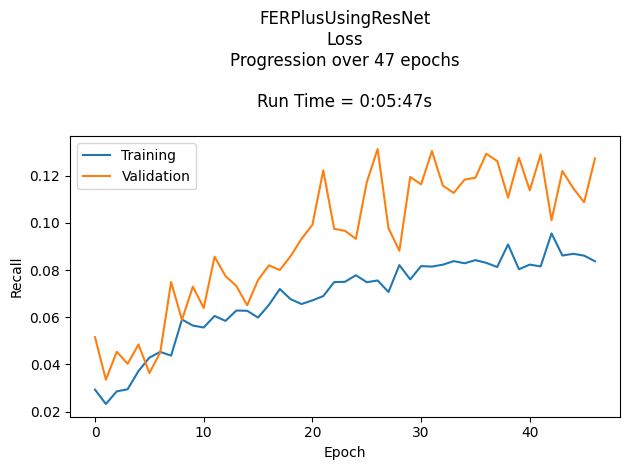 FERPlusUsingResNet
Loss
Progression over 47 epochs
Run Time = 0:05:47s
Training
Validation
0.12
0.10
0.08
0.06
0.04
0.02
Recall
0
10
20
30
40
Epoch